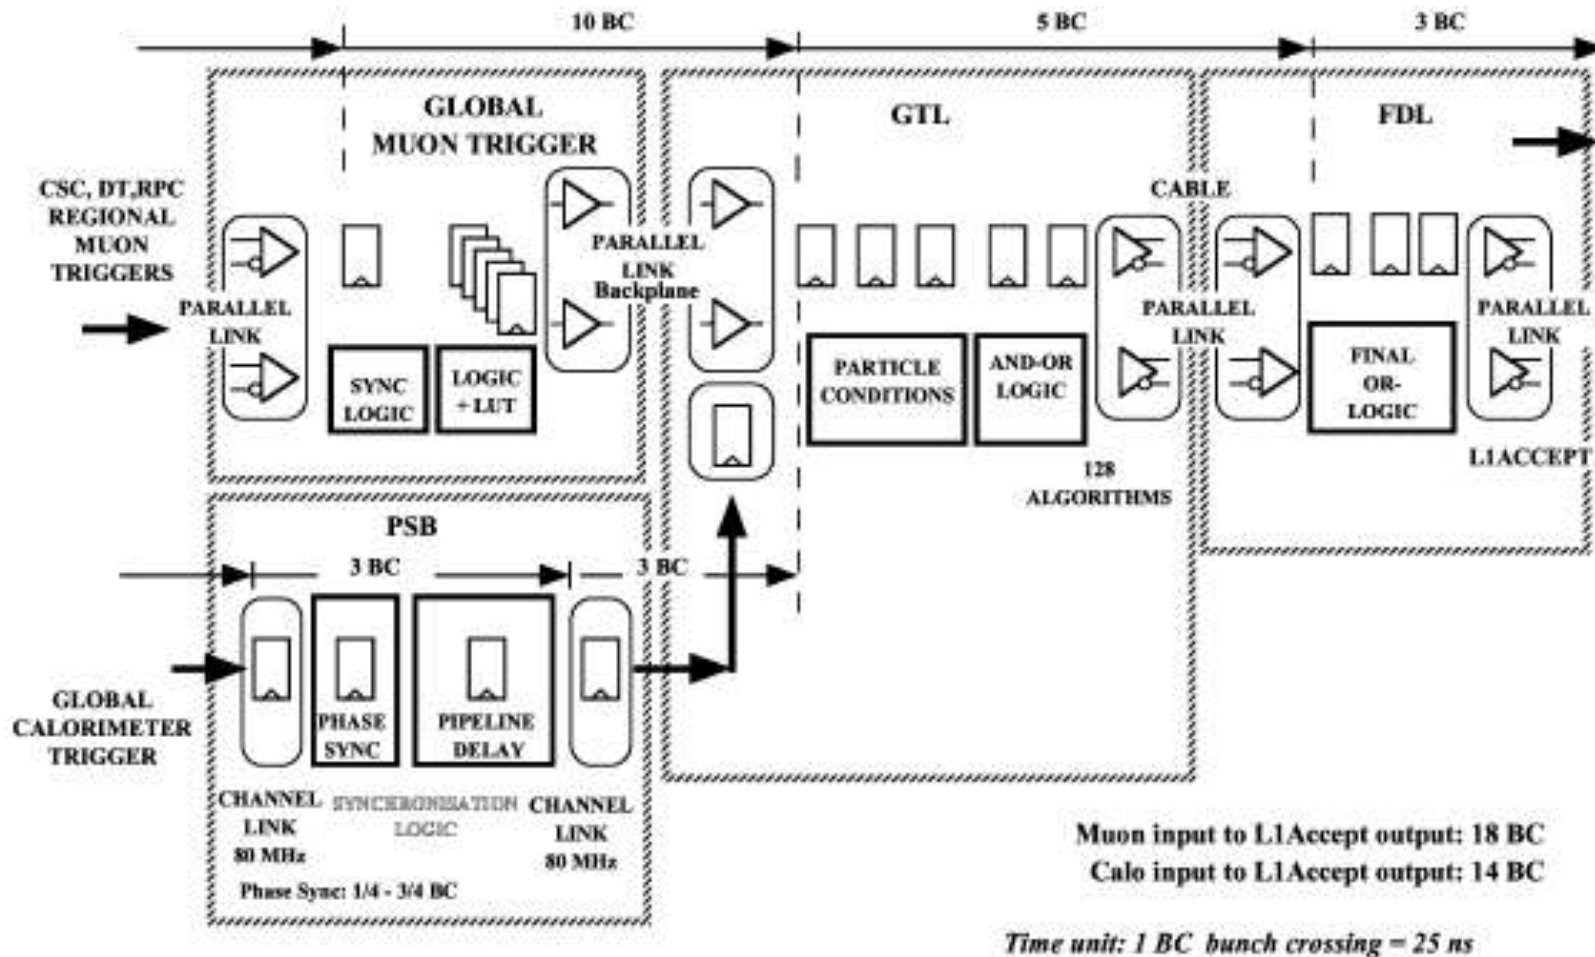 10 BC
5 BC
3 BC
GLOBAL
MUON TRIGGER
GTL
FDL
CSC, DT,RPC
REGIONAL
MUON
TRIGGERS
PARALLEL
LINK
SYNC
LOGIC
LOGIC
+ LUT
PARALLEL
LINK
Backplane
PARTICLE
CONDITIONS
AND-OR
LOGIC
128
ALGORITHMS
CABLE
PARALLEL
LINK
FINAL
OR-
LOGIC
PARALLEL
LINK
L1ACCEPT
PSB
3 BC
3 BC
GLOBAL
CALORIMETER
TRIGGER
PHASE
SYNC
PIPELINE
DELAY
CHANNEL
LINK
80 MHz
SYNCHRONISATION
LOGIC
CHANNEL
LINK
80 MHz
Phase Sync: 1/4 - 3/4 BC
Muon input to L1Accept output: 18 BC
Calo input to L1Accept output: 14 BC
Time unit: 1 BC bunch crossing = 25 ns